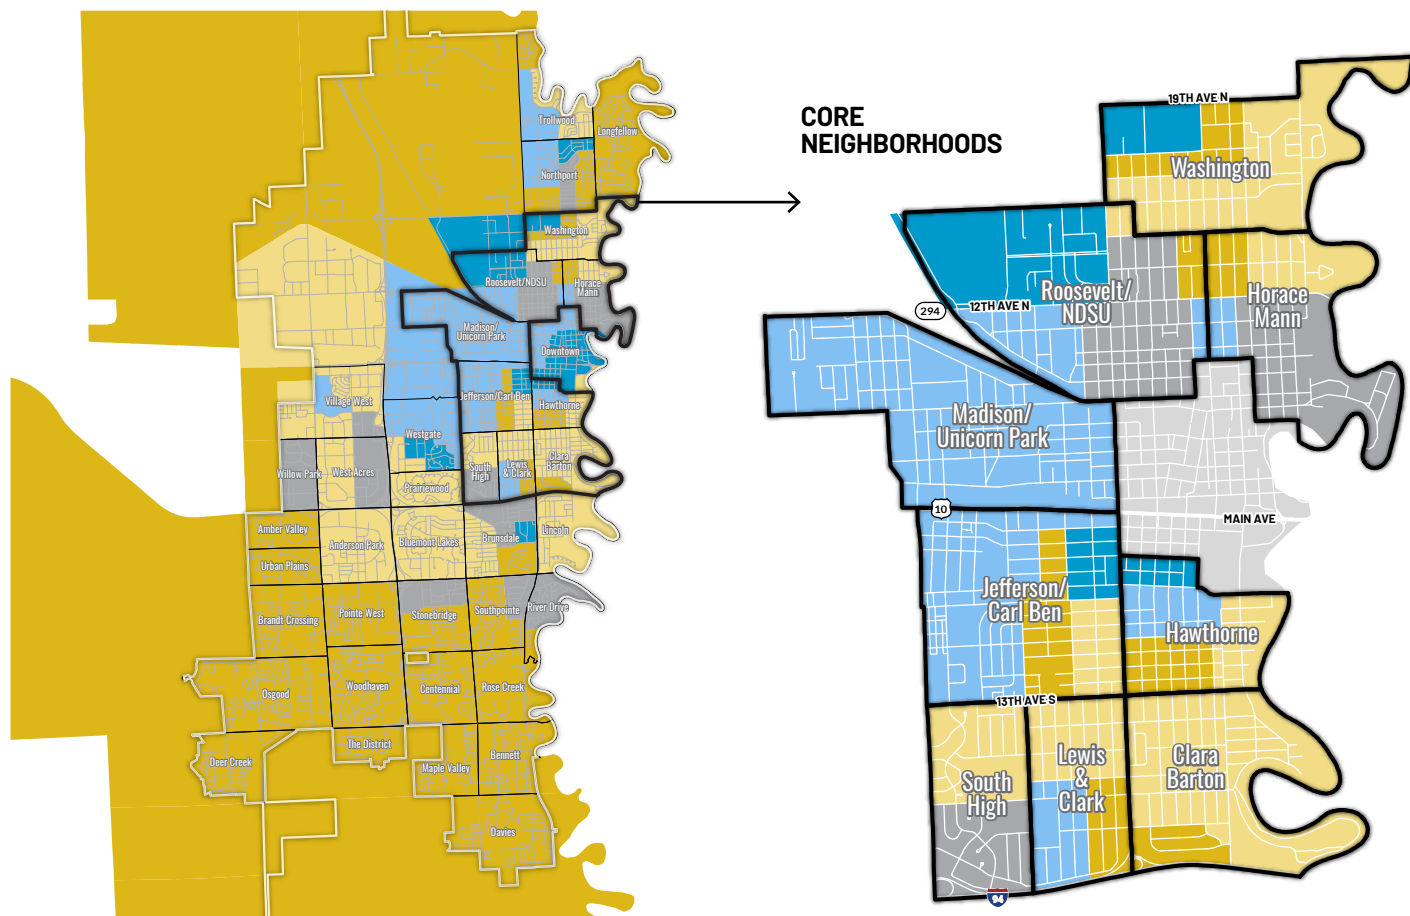 Trollwood
Longfellow
Northport
Washington
Roosevelt/NDSU
Horace
Mann
Madison/
Unicorn Park
Downtown
Village West
Jefferson/Carl Ben
Hawthorne
Westgate
Willow Park
West Acres
Prairiewood
South
High
Lewis
& Clark
Clara
Barton
Amber Valley
Anderson Park
Bluemont Lakes
Brunsdale
Lincoln
Urban Plains
Brandt Crossing
Pointe West
Stonebridge
Southpointe
River Drive
Osgood
Woodhaven
Centennial
Rose Creek
Deer Creek
The District
Maple Valley
Bennett
Davies
CORE
NEIGHBORHOODS
19TH AVE N
Washington
Roosevelt/
NDSU
Horace
Mann
294
12TH AVE N
Madison/
Unicorn Park
10
MAIN AVE
Jefferson/
Carl Ben
Hawthorne
13TH AVE S
South
High
Lewis
&
Clark
Clara
Barton
94